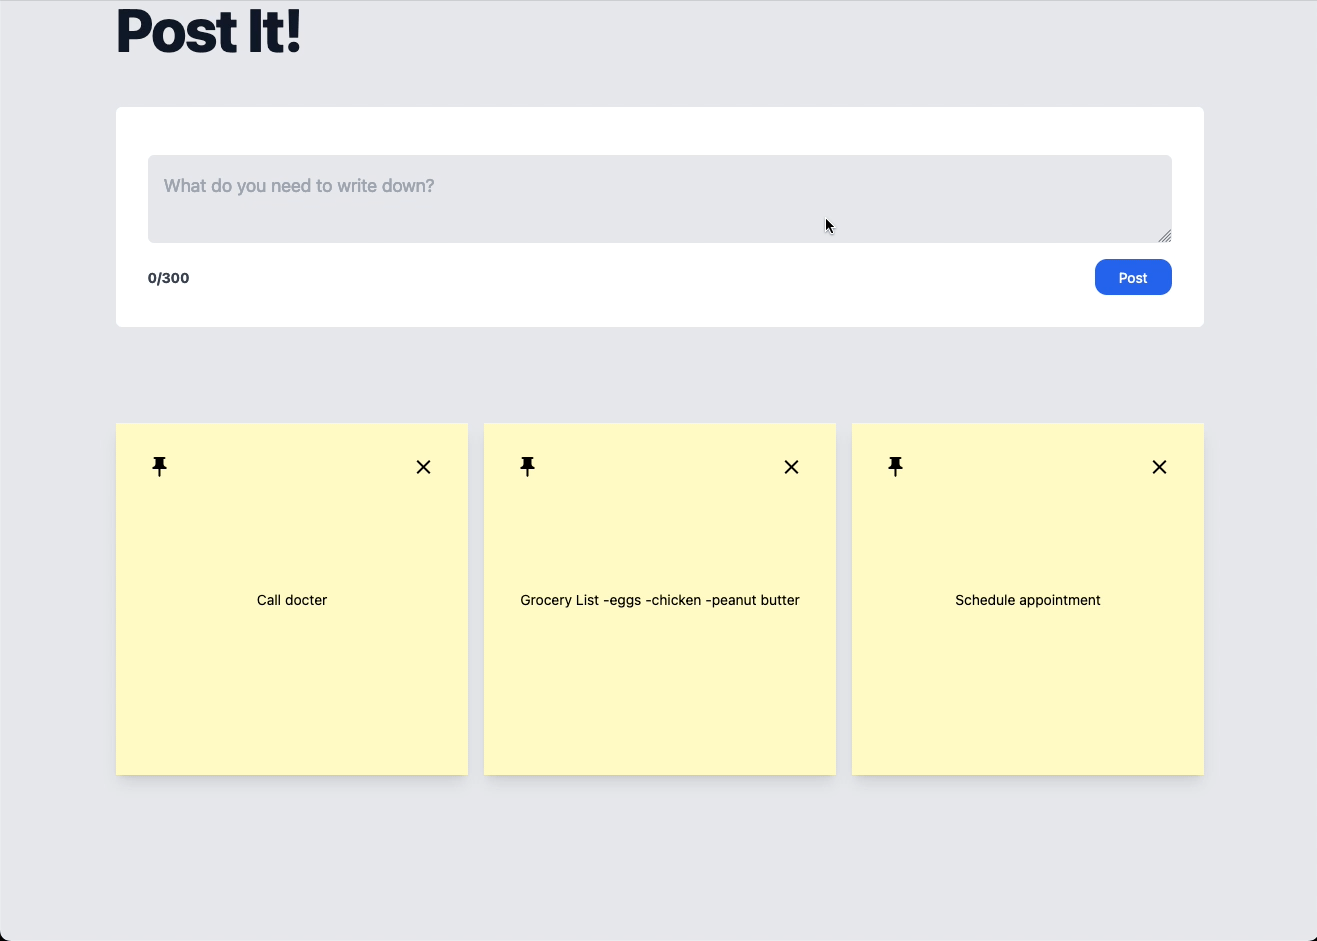 Post It!
What do you need to write down?
0/300
Post
Call docter
Grocery List -eggs -chicken -peanut butter
Schedule appointment